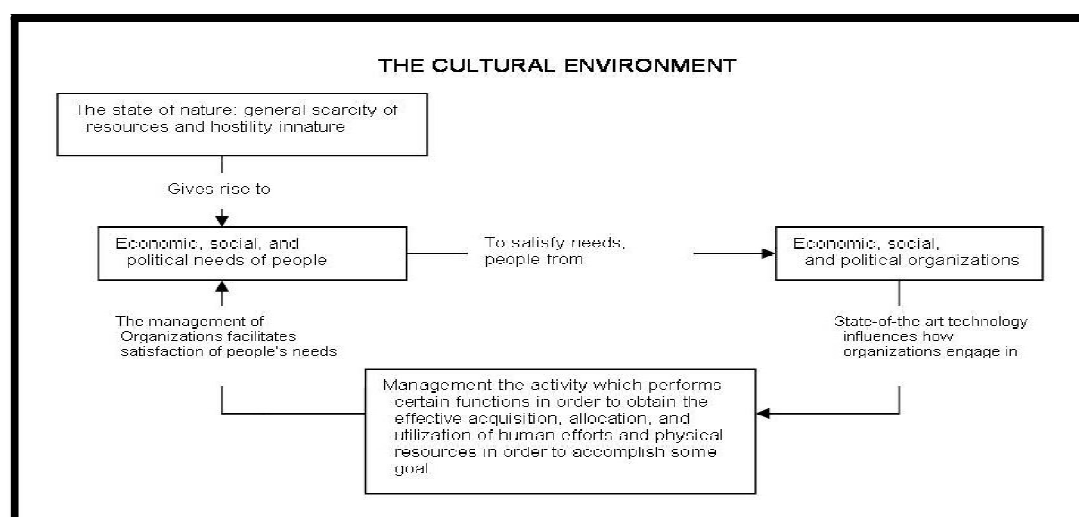 THE CULTURAL ENVIRONMENT
The state of nature: general scarcity of
resources and hostility innature
Gives rise to
Economic, social, and
political needs of people
To satisfy needs,
people from
Economic, social,
and political organizations
The management of
Organizations facilitates
satisfaction of people's needs
State-of-the art technology
influences how
organizations engage in
Management the activity which performs
certain functions in order to obtain the
effective acquisition, allocation, and
utilization of human efforts and physical
resources in order to accomplish some
goal